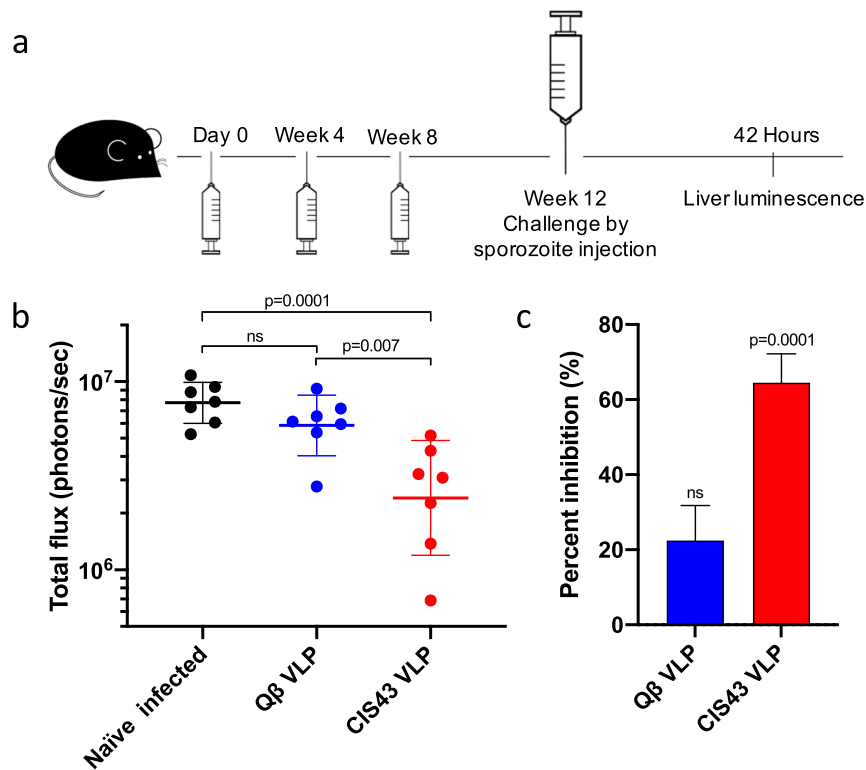 a
Day 0
Week 4
Week 8
42 Hours
Week 12
Challenge by
sporozoite injection
Liver luminescence
b
p=0.0001
ns
p=0.007
10⁷
10⁶
Total flux (photons/sec)
Naïve infected
Qβ VLP
CIS43 VLP
c
80
60
40
20
0
Percent inhibition (%)
p=0.0001
ns
Qβ VLP
CIS43 VLP